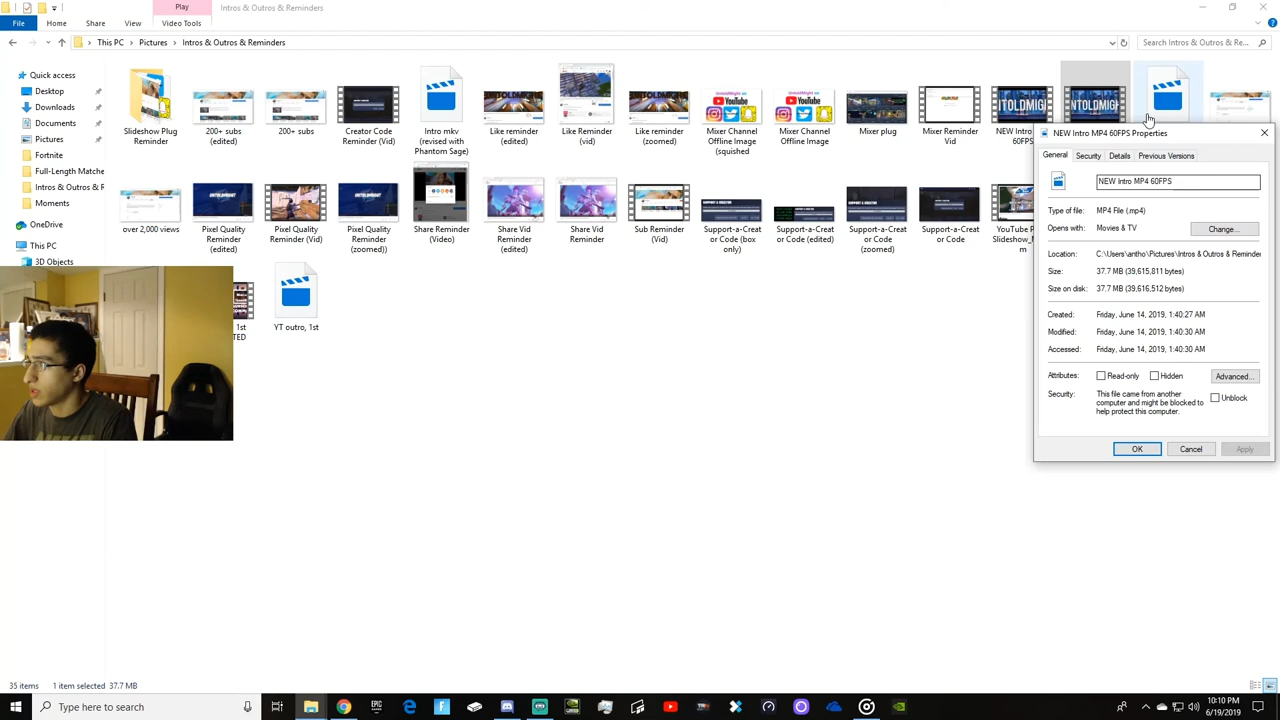 Play
Intros & Outros & Reminders
File
Home
Share
View
Video Tools
This PC
Pictures
Intros & Outros & Reminders
Search Intros & Outros & Re...
Quick access
Desktop
Downloads
Documents
Pictures
Fortnite
Full-Length Matche
Intros & Outros & R
Moments
OneDrive
This PC
3D Objects
Slideshow Plug
Reminder
200+ subs
(edited)
200+ subs
Creator Code
Reminder (Vid)
Intro mkv
(revised with
Phantom Sage)
Like reminder
(edited)
Like Reminder
(vid)
Like reminder
(zoomed)
Mixer Channel
Offline Image
(squished
Mixer Channel
Offline Image
Mixer plug
Mixer Reminder
Vid
NEW Intro M
60FPS
over 2,000 views
Pixel Quality
Reminder
(edited)
Pixel Quality
Reminder (Vid)
Pixel Quality
Reminder
(zoomed))
Share Reminder
(Video)
Share Vid
Reminder
(edited)
Share Vid
Reminder
Sub Reminder
(Vid)
Support-a-Creat
or Code (box
only)
Support-a-Creat
or Code (edited)
Support-a-Creat
or Code
(zoomed)
Support-a-Creat
or Code
YouTube P
Slideshow_M
m
1st
TED
YT outro, 1st
NEW Intro MP4 60FPS Properties
General
Security
Details
Previous Versions
NEW Intro MP4 60FPS
Type of file:
MP4 File (.mp4)
Opens with:
Movies & TV
Change...
Location:
C:\Users\antho\Pictures\Intros & Outros & Reminder
Size:
37.7 MB (39,615,811 bytes)
Size on disk:
37.7 MB (39,616,512 bytes)
Created:
Friday, June 14, 2019, 1:40:27 AM
Modified:
Friday, June 14, 2019, 1:40:30 AM
Accessed:
Friday, June 14, 2019, 1:40:30 AM
Attributes:
Read-only
Hidden
Advanced...
Security:
This file came from another
computer and might be blocked to
help protect this computer.
Unblock
OK
Cancel
Apply
35 items
1 item selected 37.7 MB
Type here to search
10:10 PM
6/19/2019